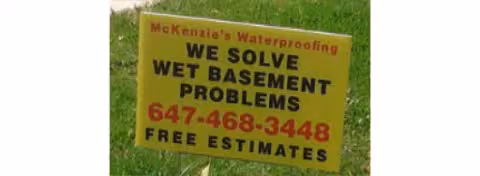 McKenzie's Waterproofing
WE SOLVE
WET BASEMENT
PROBLEMS
647-468-3448
FREE ESTIMATES